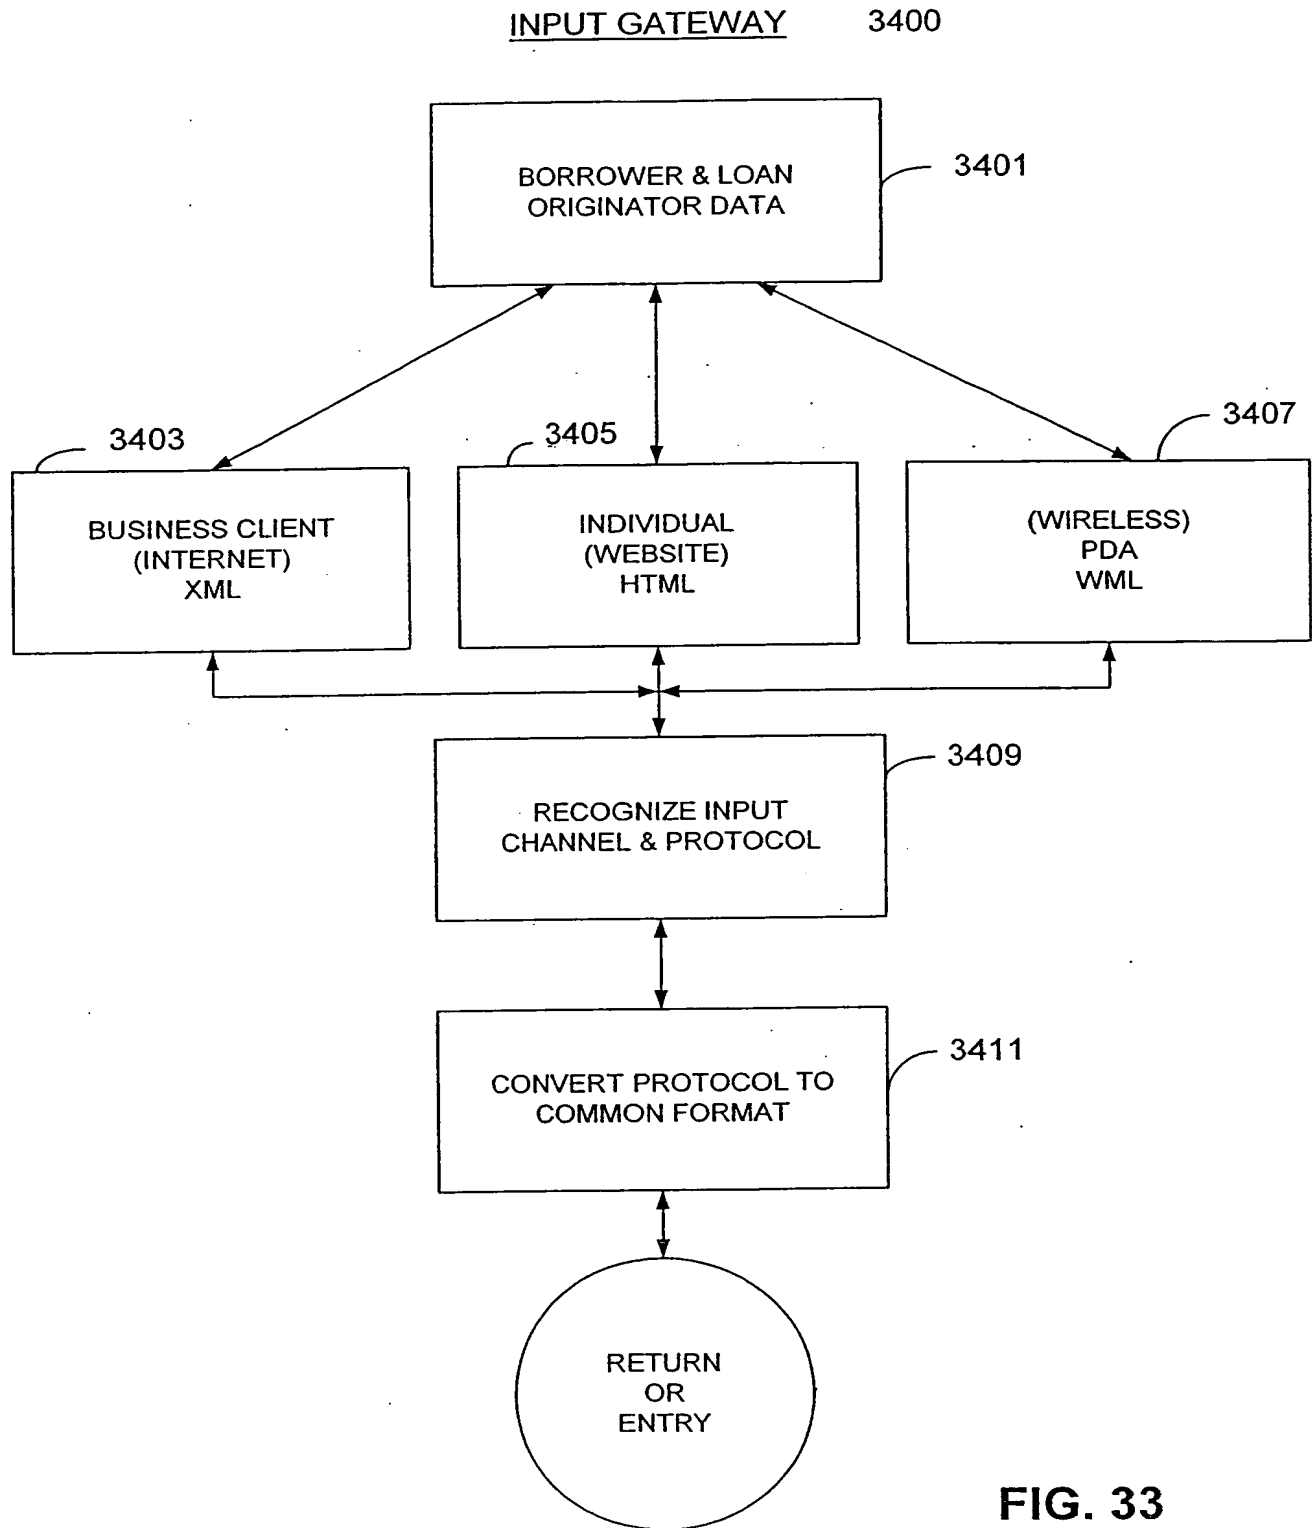 INPUT GATEWAY 3400
BORROWER & LOAN
ORIGINATOR DATA
3401
3403
BUSINESS CLIENT
(INTERNET)
XML
3405
INDIVIDUAL
(WEBSITE)
HTML
3407
(WIRELESS)
PDA
WML
RECOGNIZE INPUT
CHANNEL & PROTOCOL
3409
CONVERT PROTOCOL TO
COMMON FORMAT
3411
RETURN
OR
ENTRY
FIG. 33